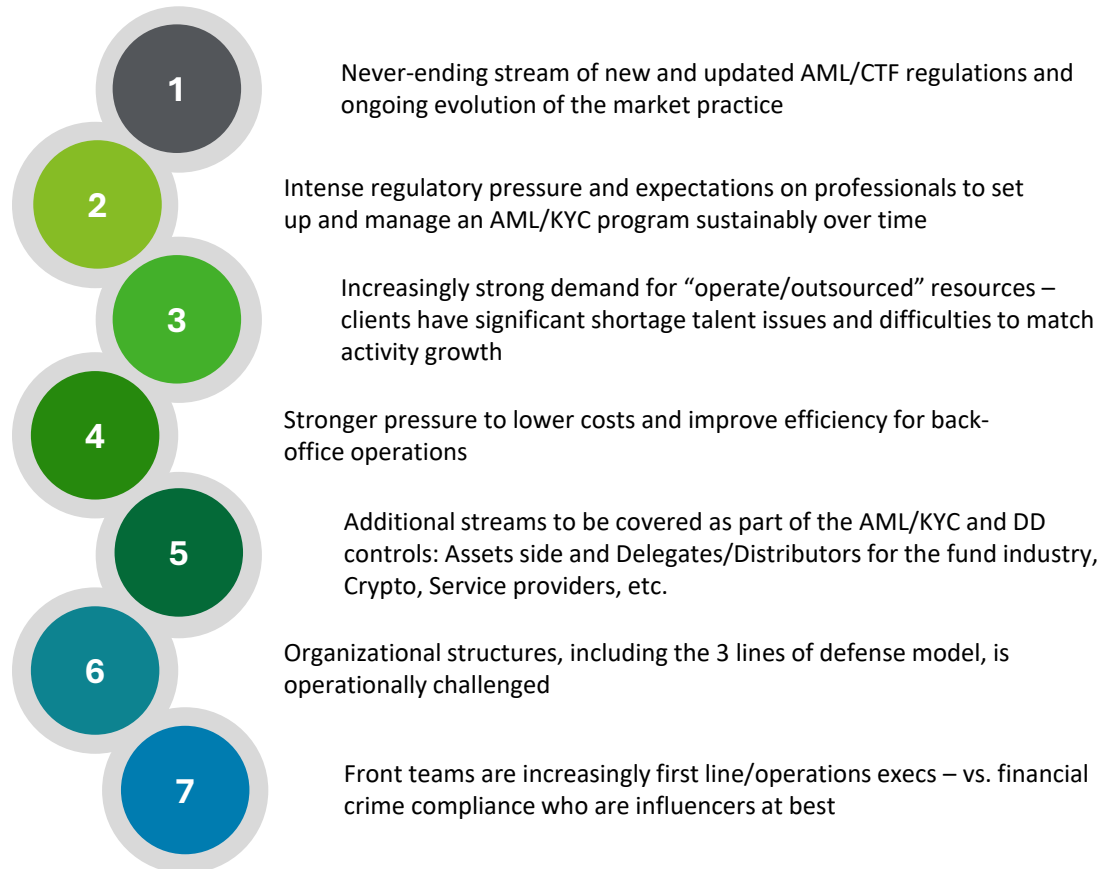 1
Never-ending stream of new and updated AML/CTF regulations and
ongoing evolution of the market practice
2
Intense regulatory pressure and expectations on professionals to set
up and manage an AML/KYC program sustainably over time
3
Increasingly strong demand for “operate/outsourced” resources –
clients have significant shortage talent issues and difficulties to match
activity growth
4
Stronger pressure to lower costs and improve efficiency for back-
office operations
5
Additional streams to be covered as part of the AML/KYC and DD
controls: Assets side and Delegates/Distributors for the fund industry,
Crypto, Service providers, etc.
6
Organizational structures, including the 3 lines of defense model, is
operationally challenged
7
Front teams are increasingly first line/operations execs – vs. financial
crime compliance who are influencers at best